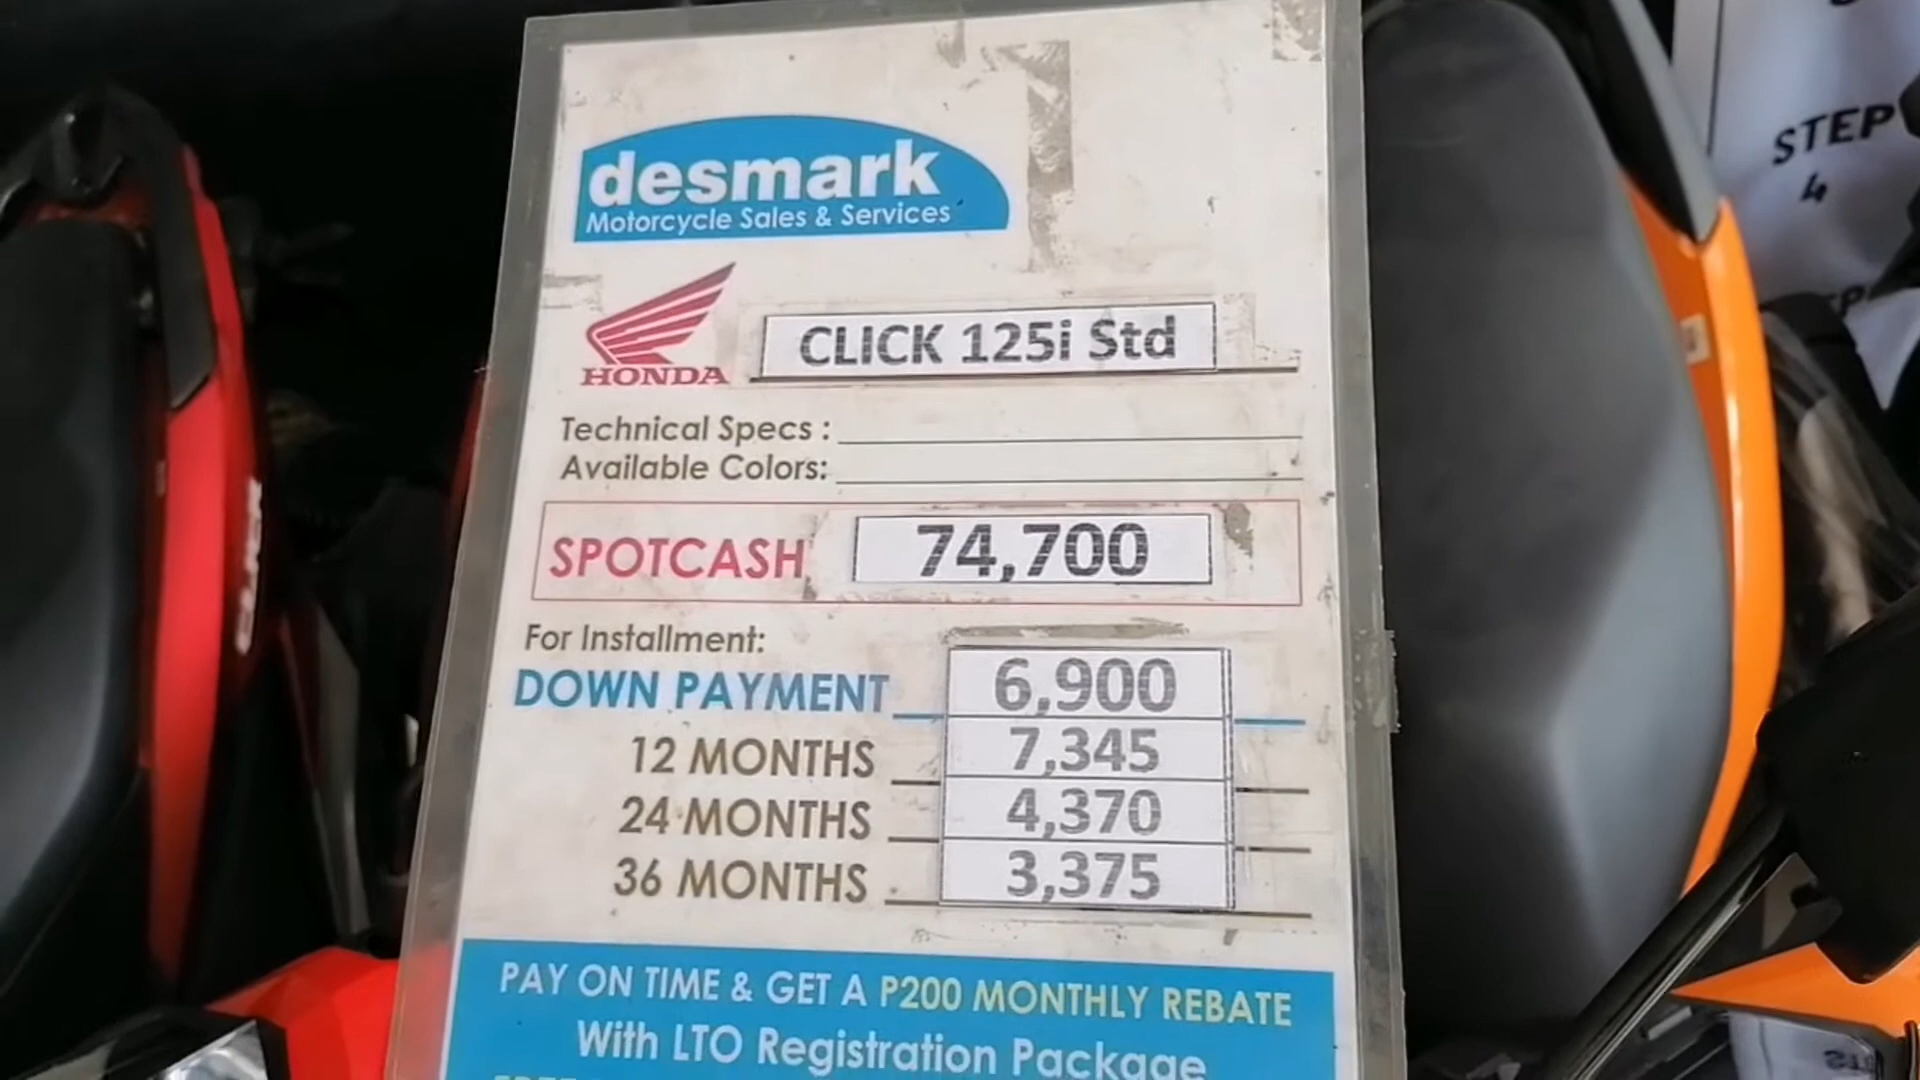 desmark
Motorcycle Sales & Services
HONDA
CLICK 125i Std
Technical Specs :
Available Colors:
SPOTCASH 74,700
For Installment:
DOWN PAYMENT 6,900
12 MONTHS 7,345
24 MONTHS 4,370
36 MONTHS 3,375
PAY ON TIME & GET A P200 MONTHLY REBATE
With LTO Registration Package
STEP
4